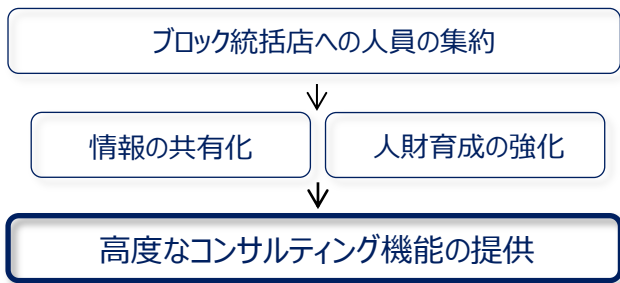 ブロック統括店への人員の集約
情報の共有化
人財育成の強化
高度なコンサルティング機能の提供